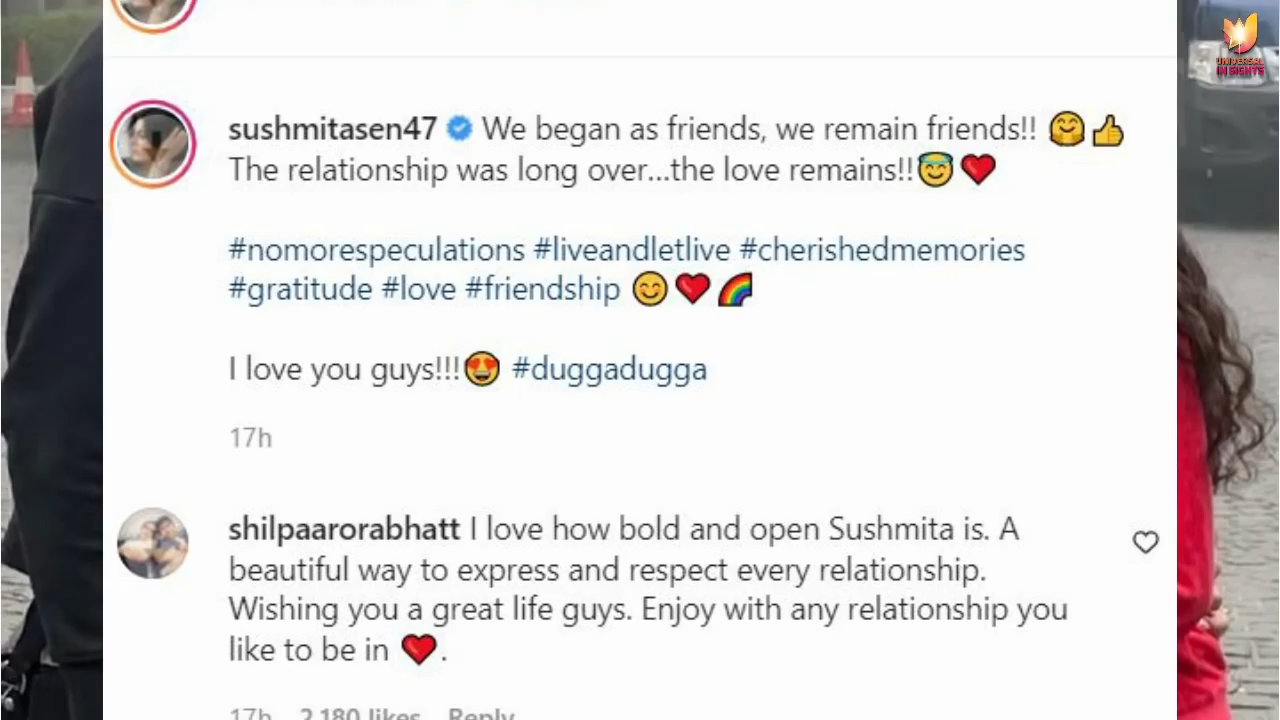 UNIVERSAL
IN SIGHTS
sushmitasen47 We began as friends, we remain friends!! 🤗👍
The relationship was long over...the love remains!!😇❤️
#nomorespeculations #liveandletlive #cherishedmemories
#gratitude #love #friendship 😊❤️🌈
I love you guys!!!😍 #duggadugga
17h
shilpaarorabhatt I love how bold and open Sushmita is. A
beautiful way to express and respect every relationship.
Wishing you a great life guys. Enjoy with any relationship you
like to be in ❤️.
17h 2,180 likes Reply